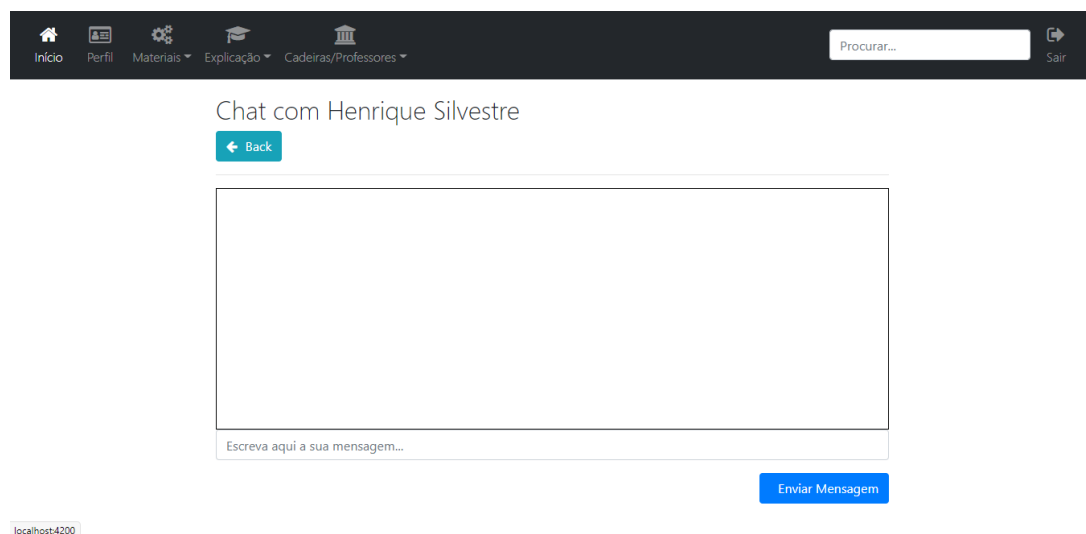 Início Perfil Materiais Explicação Cadeiras/Professores Procurar... Sair
Chat com Henrique Silvestre
Back
Escreva aqui a sua mensagem...
Enviar Mensagem
localhost:4200